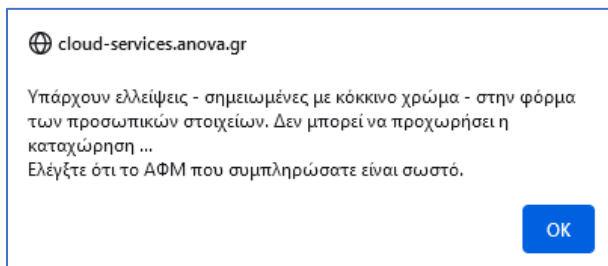 cloud-services.anova.gr
Υπάρχουν ελλείψεις - σημειωμένες με κόκκινο χρώμα - στην φόρμα
των προσωπικών στοιχείων. Δεν μπορεί να προχωρήσει η
καταχώρηση ...
Ελέγξτε ότι το ΑΦΜ που συμπληρώσατε είναι σωστό.
OK